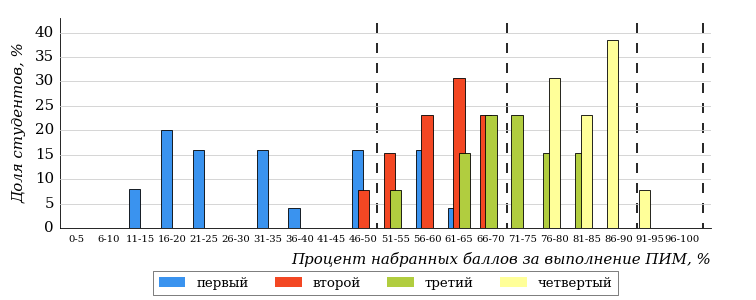 Доля студентов, %
40
35
30
25
20
15
10
5
0
0-5 6-10 11-15 16-20 21-25 26-30 31-35 36-40 41-45 46-50 51-55 56-60 61-65 66-70 71-75 76-80 81-85 86-90 91-95 96-100
Процент набранных баллов за выполнение ПИМ, %
первый второй третий четвертый